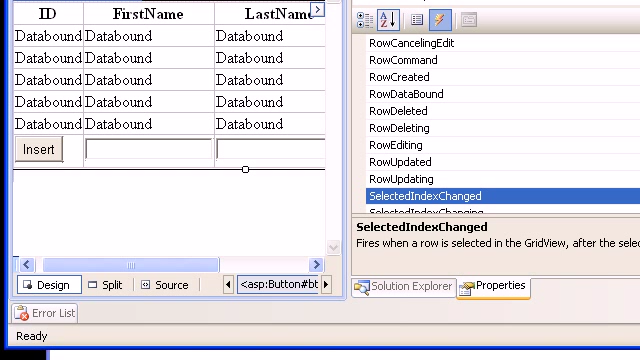 ID FirstName LastName
Databound Databound Databound
Databound Databound Databound
Databound Databound Databound
Databound Databound Databound
Databound Databound Databound
Insert
Design Split Source <asp:Button#bt
Error List
Ready
RowCancelingEdit
RowCommand
RowCreated
RowDataBound
RowDeleted
RowDeleting
RowEditing
RowUpdated
RowUpdating
SelectedIndexChanged
SelectedIndexChanging
SelectedIndexChanged
Fires when a row is selected in the GridView, after the selec
Solution Explorer Properties